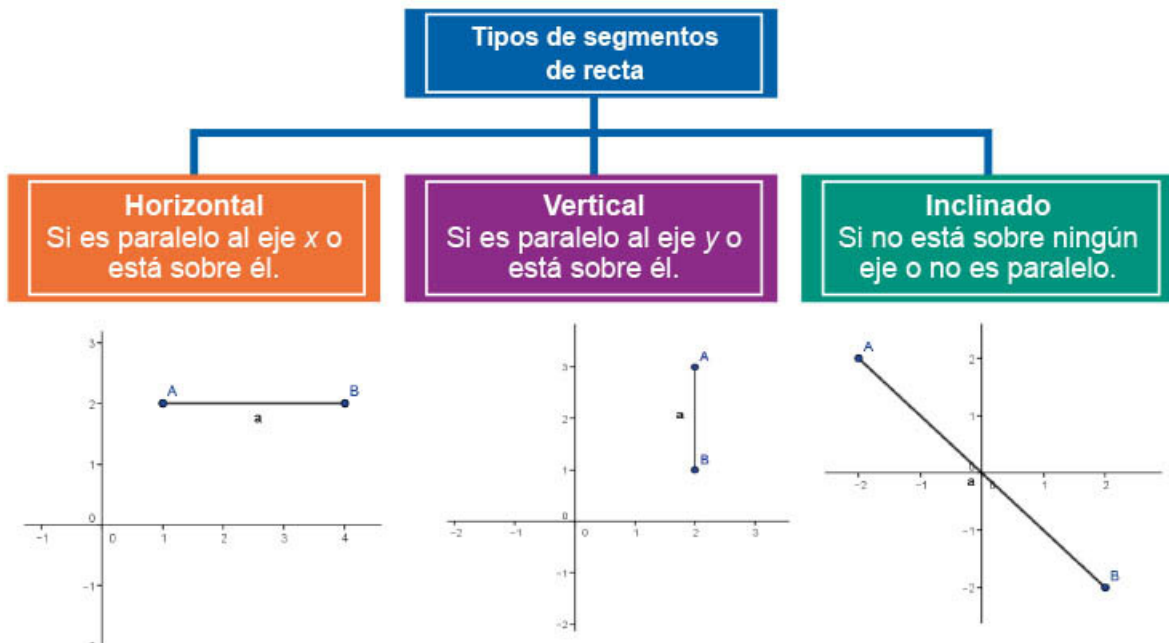 Tipos de segmentos
de recta
Horizontal
Si es paralelo al eje x o
está sobre él.
Vertical
Si es paralelo al eje y o
está sobre él.
Inclinado
Si no está sobre ningún
eje o no es paralelo.
3
A
B
2
a
1
0
-1 0 1 2 3 4
-1
A
3
a
2
B
1
0
-2 -1 0 1 2 3
-1
-2
A
2
1
0
-2 -1 a 0 1 2
-1
-2
B